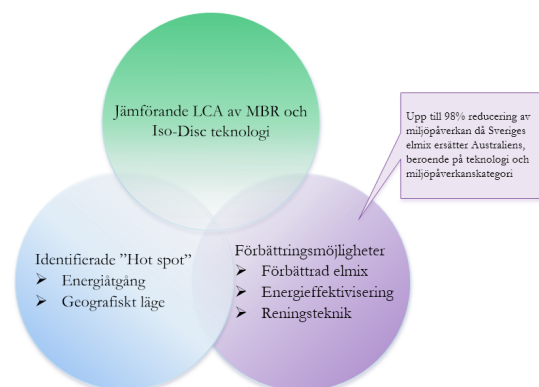 Jämförande LCA av MBR och
Iso-Disc teknologi
Upp till 98% reducering av
miljöpåverkan då Sveriges
elmix ersätter Australiens,
beroende på teknologi och
miljöpåverkanskategori
Identifierade ”Hot spot”
➢ Energiåtgång
➢ Geografiskt läge
Förbättringsmöjligheter
➢ Förbättrad elmix
➢ Energieffektivisering
➢ Reningsteknik